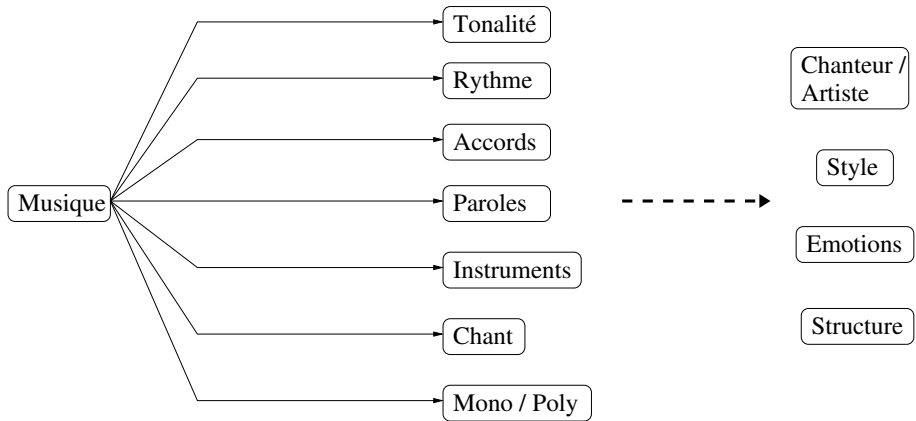 Musique
Tonalité
Rythme
Accords
Paroles
Instruments
Chant
Mono / Poly
Chanteur /
Artiste
Style
Emotions
Structure